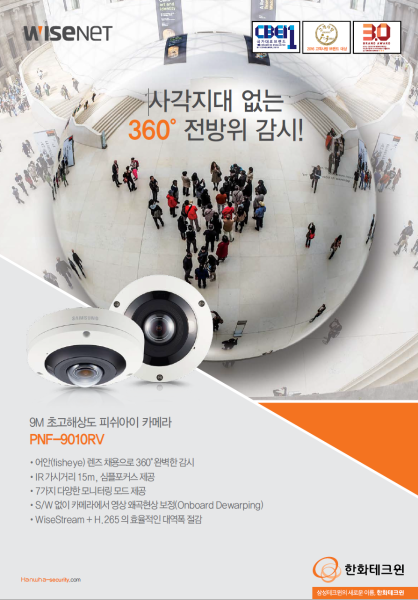 WISENET
CBEI 1
3.0
BRAND AWARD
사각지대 없는
360° 전방위 감시!
SAMSUNG
9M 초고해상도 피쉬아이 카메라
PNF-9010RV
• 어안(fisheye) 렌즈 채용으로 360°완벽한 감시
• IR 가시거리 15m, 심플포커스 제공
• 7가지 다양한 모니터링 모드 제공
• S/W 없이 카메라에서 영상 왜곡현상 보정(Onboard Dewarping)
• WiseStream + H.265 의 효율적인 대역폭 절감
Hanwha-security.com
한화테크윈
삼성테크윈의 새로운 이름, 한화테크윈